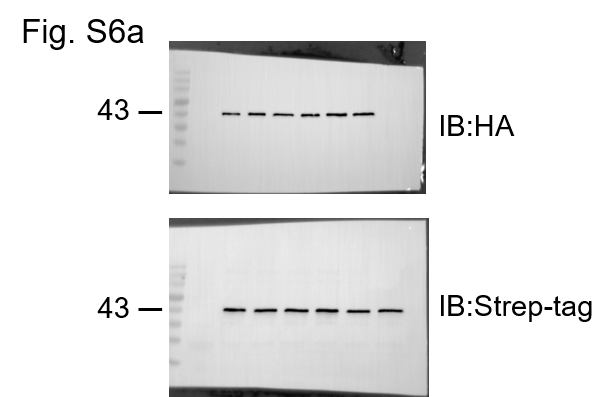 Fig. S6a
43
IB:HA
43
IB:Strep-tag